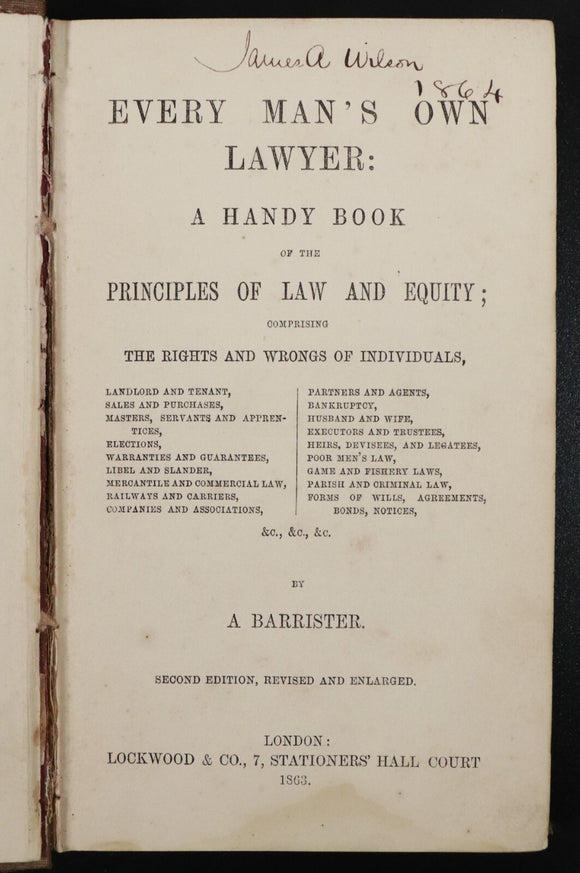 James A Wilson
1864
EVERY MAN'S OWN
LAWYER:
A HANDY BOOK
OF THE
PRINCIPLES OF LAW AND EQUITY;
COMPRISING
THE RIGHTS AND WRONGS OF INDIVIDUALS,
LANDLORD AND TENANT,
SALES AND PURCHASES,
MASTERS, SERVANTS AND APPREN-
TICES,
ELECTIONS,
WARRANTIES AND GUARANTEES,
LIBEL AND SLANDER,
MERCANTILE AND COMMERCIAL LAW,
RAILWAYS AND CARRIERS,
COMPANIES AND ASSOCIATIONS,
PARTNERS AND AGENTS,
BANKRUPTCY,
HUSBAND AND WIFE,
EXECUTORS AND TRUSTEES,
HEIRS, DEVISEES, AND LEGATEES,
POOR MEN'S LAW,
GAME AND FISHERY LAWS,
PARISH AND CRIMINAL LAW,
FORMS OF WILLS, AGREEMENTS,
BONDS, NOTICES,
&c., &c., &c.
BY
A BARRISTER.
SECOND EDITION, REVISED AND ENLARGED.
LONDON:
LOCKWOOD & CO., 7, STATIONERS' HALL COURT
1863.